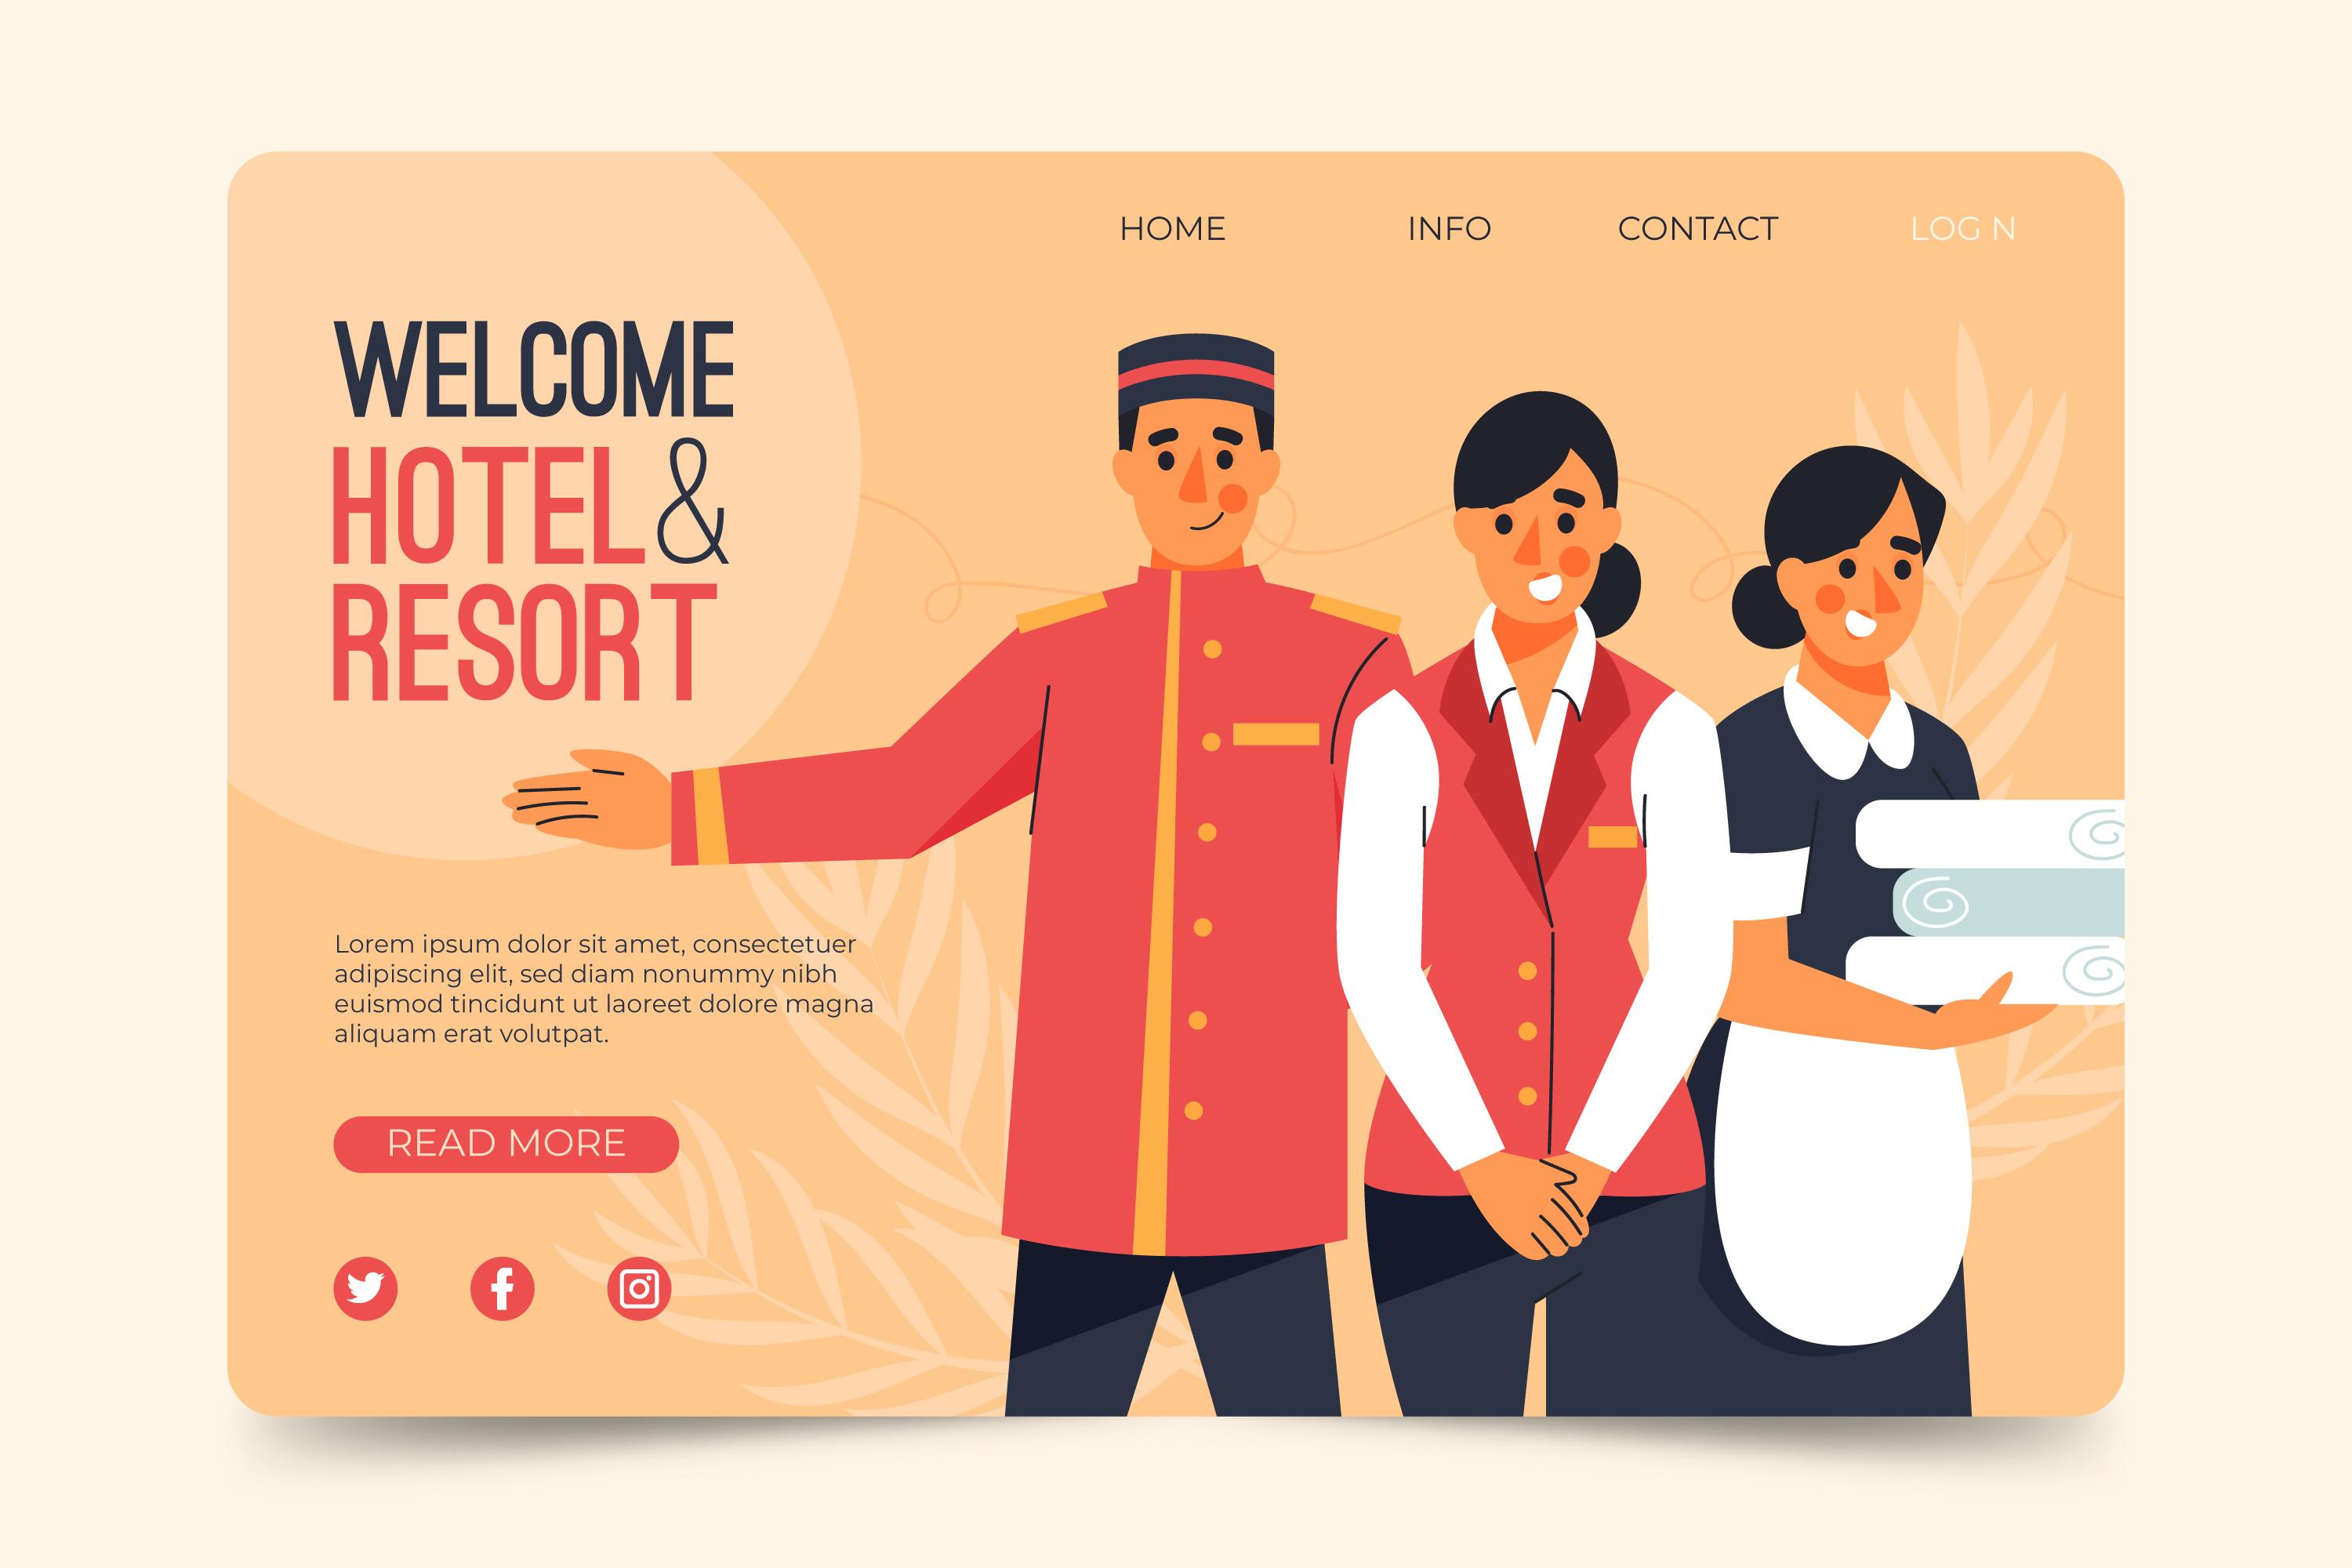 HOME INFO CONTACT LOG N
WELCOME
HOTEL &
RESORT
Lorem ipsum dolor sit amet, consectetuer
adipiscing elit, sed diam nonummy nibh
euismod tincidunt ut laoreet dolore magna
aliquam erat volutpat.
READ MORE